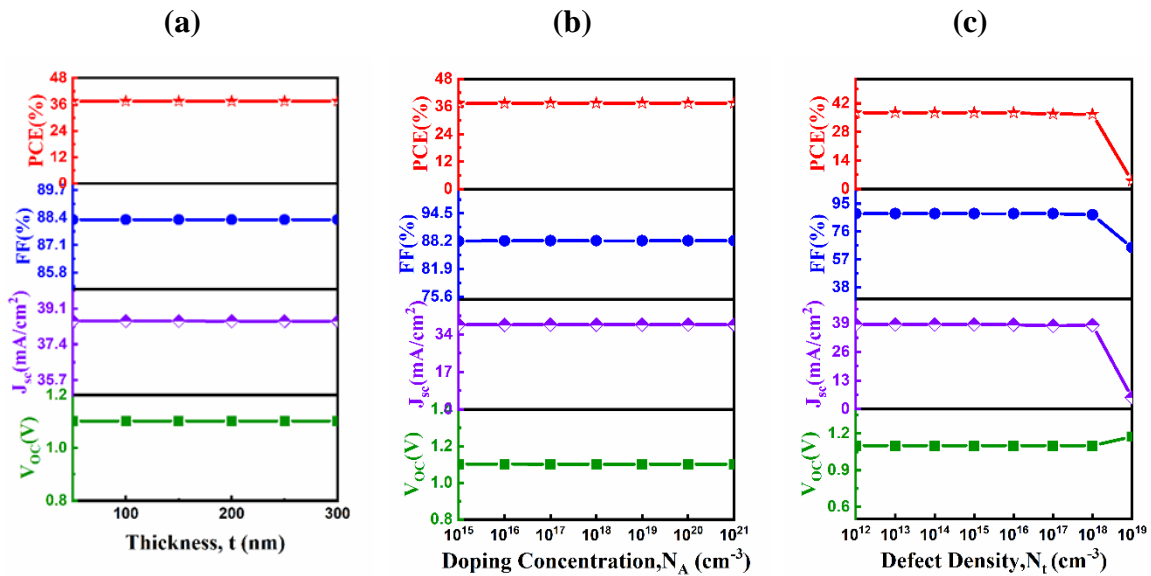 (a)
(b)
(c)
PCE(%)
48
36
24
12
0
FF(%)
89.7
88.4
87.1
85.8
Jsc(mA/cm²)
39.1
37.4
35.7
VOC(V)
1.2
1.0
0.8
100
200
300
Thickness, t (nm)
PCE(%)
48
36
24
12
0
FF(%)
94.5
88.2
81.9
75.6
Jsc(mA/cm²)
34
17
0
VOC(V)
1.4
1.2
1.0
0.8
10¹⁵ 10¹⁶ 10¹⁷ 10¹⁸ 10¹⁹ 10²⁰ 10²¹
Doping Concentration,NA (cm⁻³)
PCE(%)
42
28
14
0
FF(%)
95
76
57
38
Jsc(mA/cm²)
39
26
13
0
VOC(V)
1.2
0.9
0.6
10¹² 10¹³ 10¹⁴ 10¹⁵ 10¹⁶ 10¹⁷ 10¹⁸ 10¹⁹
Defect Density,Nt (cm⁻³)